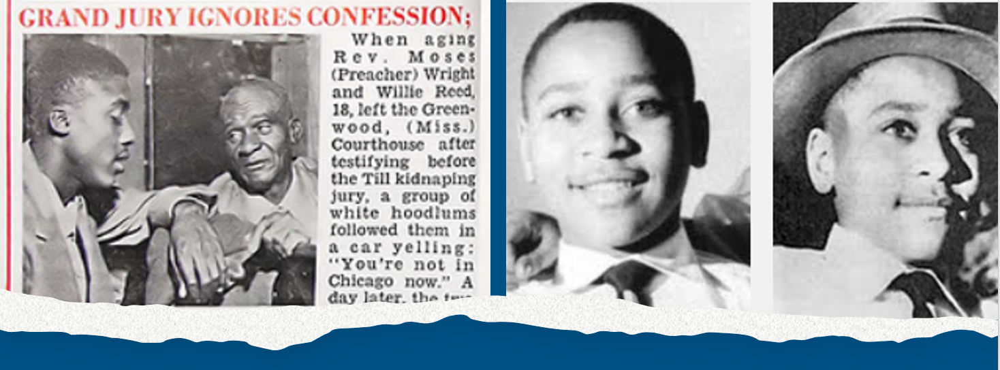 GRAND JURY IGNORES CONFESSION;
When aging
Rev. Moses
(Preacher) Wright
and Willie Reed,
18, left the Green-
wood, (Miss.)
Courthouse after
testifying before
the Till kidnaping
jury, a group of
white hoodlums
followed them in
a car yelling:
"You're not in
Chicago now." A
day later, the